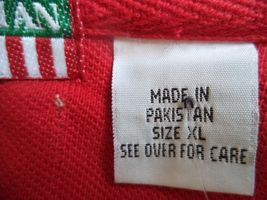 MADE IN
PAKISTAN
SIZE XL
SEE OVER FOR CARE